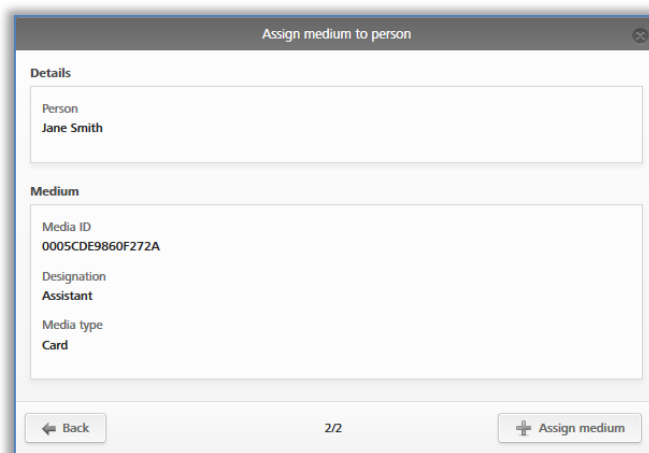 Assign medium to person
Details
Person
Jane Smith
Medium
Media ID
0005CDE9860F272A
Designation
Assistant
Media type
Card
Back 2/2 Assign medium